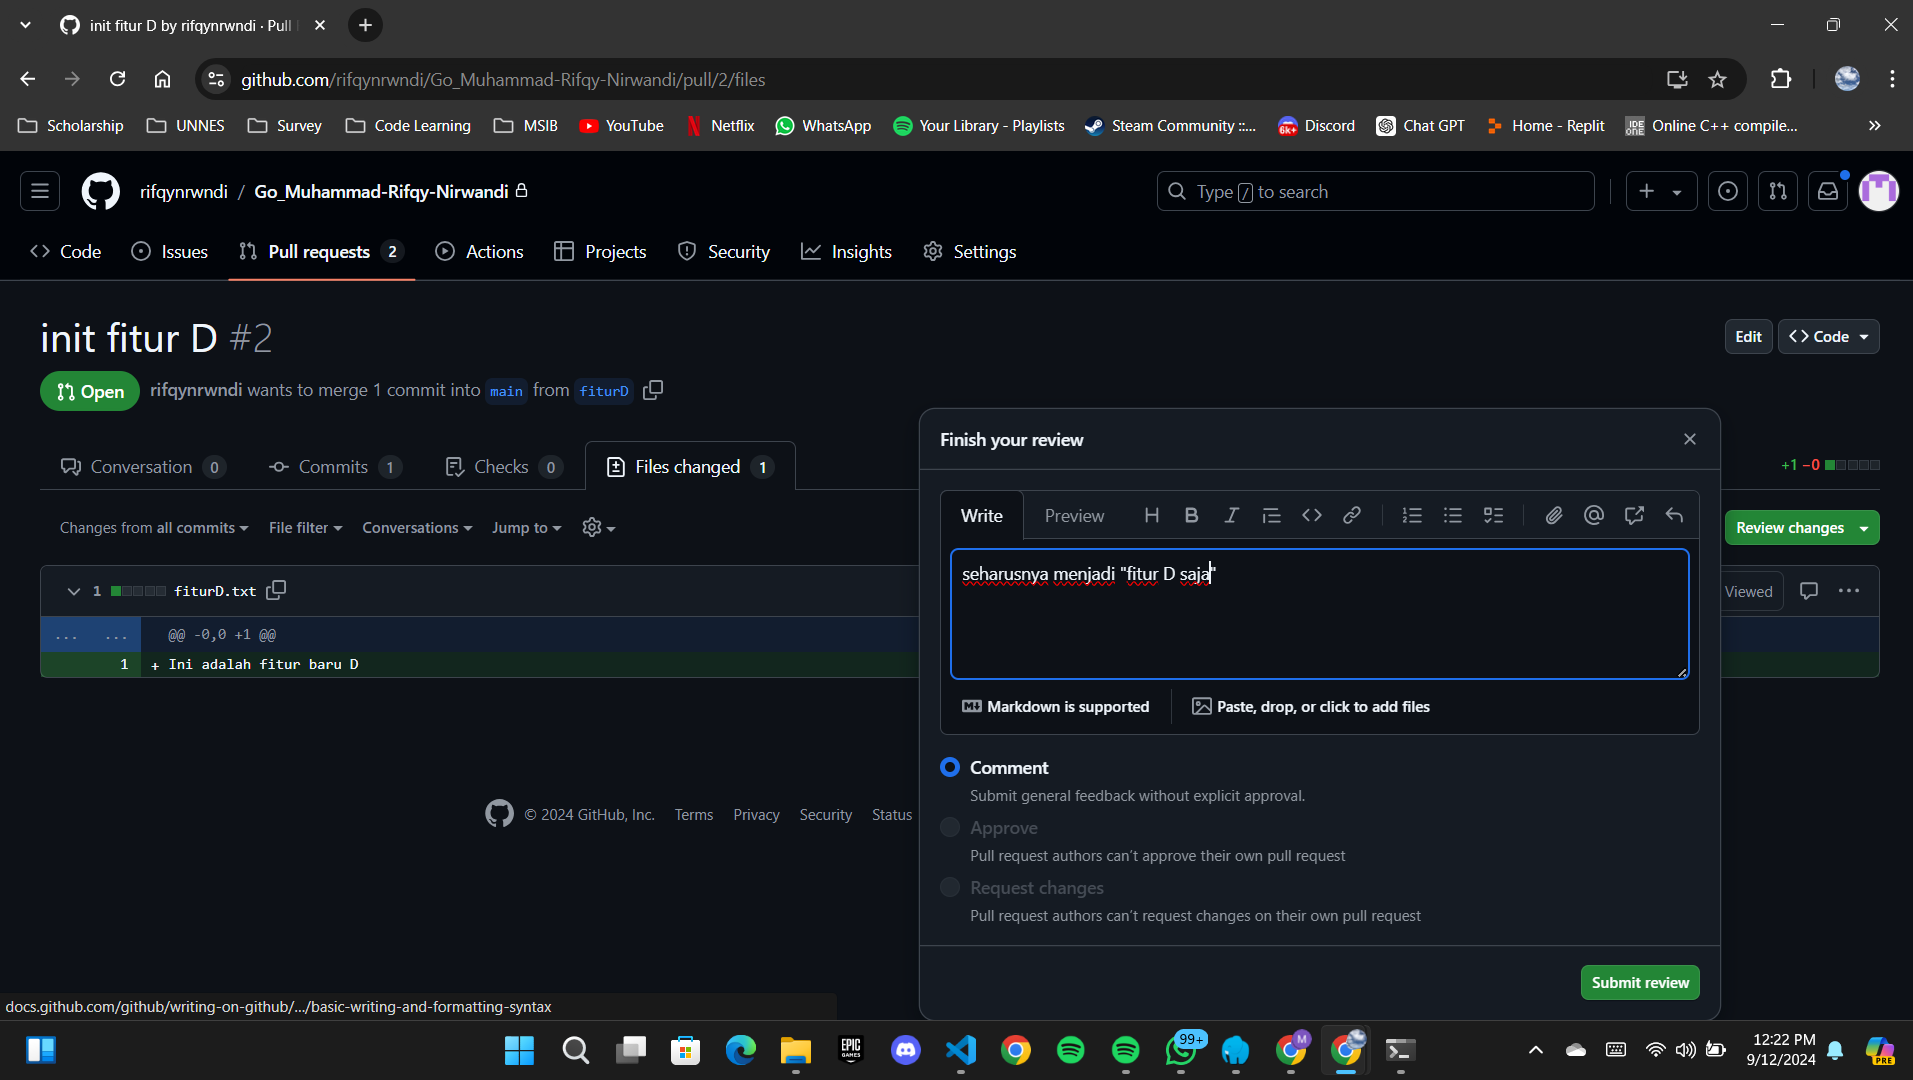 init fitur D by rifqynrwndi · Pull
github.com/rifqynrwndi/Go_Muhammad-Rifqy-Nirwandi/pull/2/files
Scholarship UNNES Survey Code Learning MSIB YouTube Netflix WhatsApp Your Library - Playlists Steam Community ::... 6k+ Discord Chat GPT Home - Replit IDE ONE Online C++ compile... »
rifqynrwndi / Go_Muhammad-Rifqy-Nirwandi Type / to search
Code Issues Pull requests 2 Actions Projects Security Insights Settings
init fitur D #2
Edit <> Code
Open rifqynrwndi wants to merge 1 commit into main from fiturD
Finish your review
Conversation 0 Commits 1 Checks 0 Files changed 1
+1 −0
Write Preview
Changes from all commits File filter Conversations Jump to
Review changes
seharusnya menjadi "fitur D saja"
1 fiturD.txt
Viewed
... ... @@ -0,0 +1 @@
1 + Ini adalah fitur baru D
Markdown is supported Paste, drop, or click to add files
Comment
Submit general feedback without explicit approval.
© 2024 GitHub, Inc. Terms Privacy Security Status
Approve
Pull request authors can't approve their own pull request
Request changes
Pull request authors can't request changes on their own pull request
Submit review
docs.github.com/github/writing-on-github/.../basic-writing-and-formatting-syntax
EPIC GAMES 99+ M PRE
12:22 PM
9/12/2024